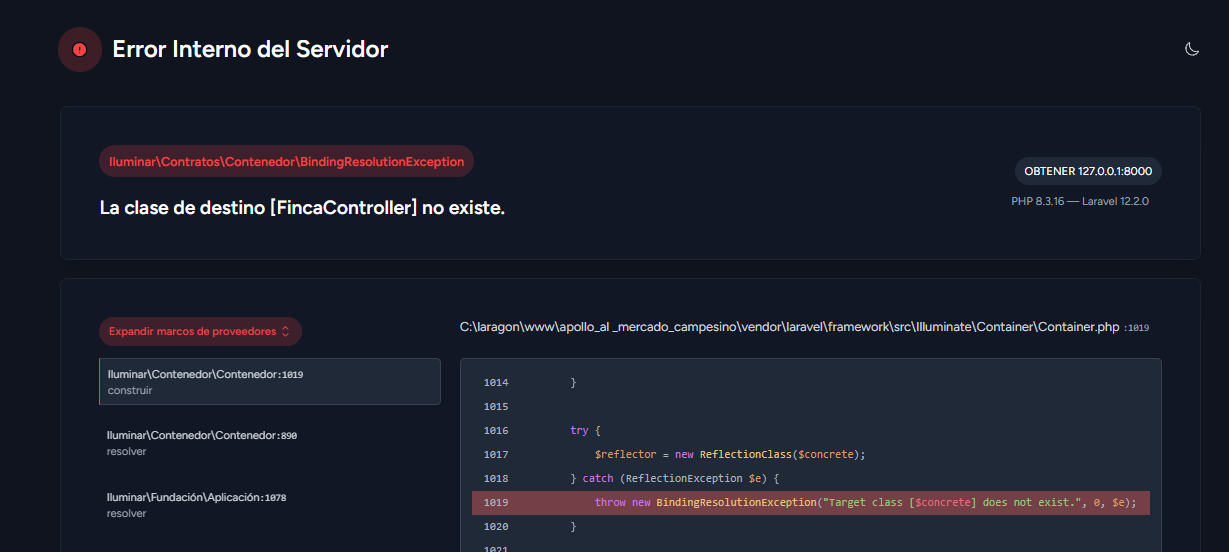 Error Interno del Servidor
Iluminar\Contratos\Contenedor\BindingResolutionException
La clase de destino [FincaController] no existe.
OBTENER 127.0.0.1:8000
PHP 8.3.16 — Laravel 12.2.0
Expandir marcos de proveedores
Iluminar\Contenedor\Contenedor:1019
construir
Iluminar\Contenedor\Contenedor:890
resolver
Iluminar\Fundación\Aplicación:1078
resolver
C:\laragon\www\apollo_al _mercado_campesino\vendor\laravel\framework\src\Illuminate\Container\Container.php :1019
1014 }
1015
1016 try {
1017 $reflector = new ReflectionClass($concrete);
1018 } catch (ReflectionException $e) {
1019 throw new BindingResolutionException("Target class [$concrete] does not exist.", 0, $e);
1020 }
1021